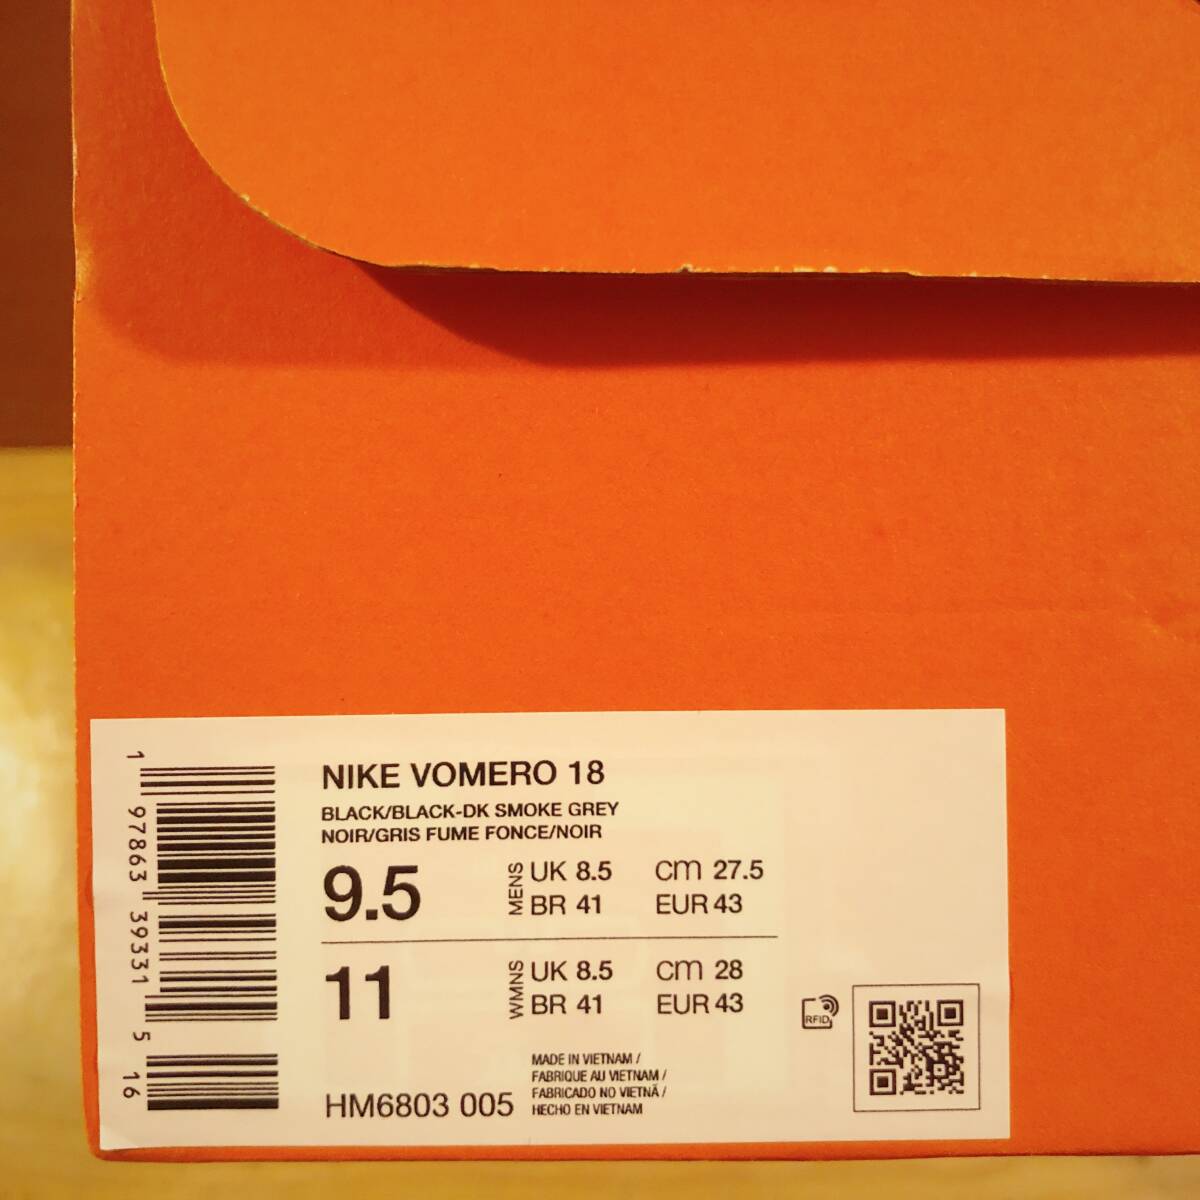 NIKE VOMERO 18
BLACK/BLACK-DK SMOKE GREY
NOIR/GRIS FUME FONCE/NOIR
9.5
MENS
UK 8.5
cm 27.5
BR 41
EUR 43
11
WMNS
UK 8.5
cm 28
BR 41
EUR 43
HM6803 005
MADE IN VIETNAM /
FABRIQUE AU VIETNAM /
FABRICADO NO VIETNÃ /
HECHO EN VIETNAM
RFID
1 97863 39331 5 16